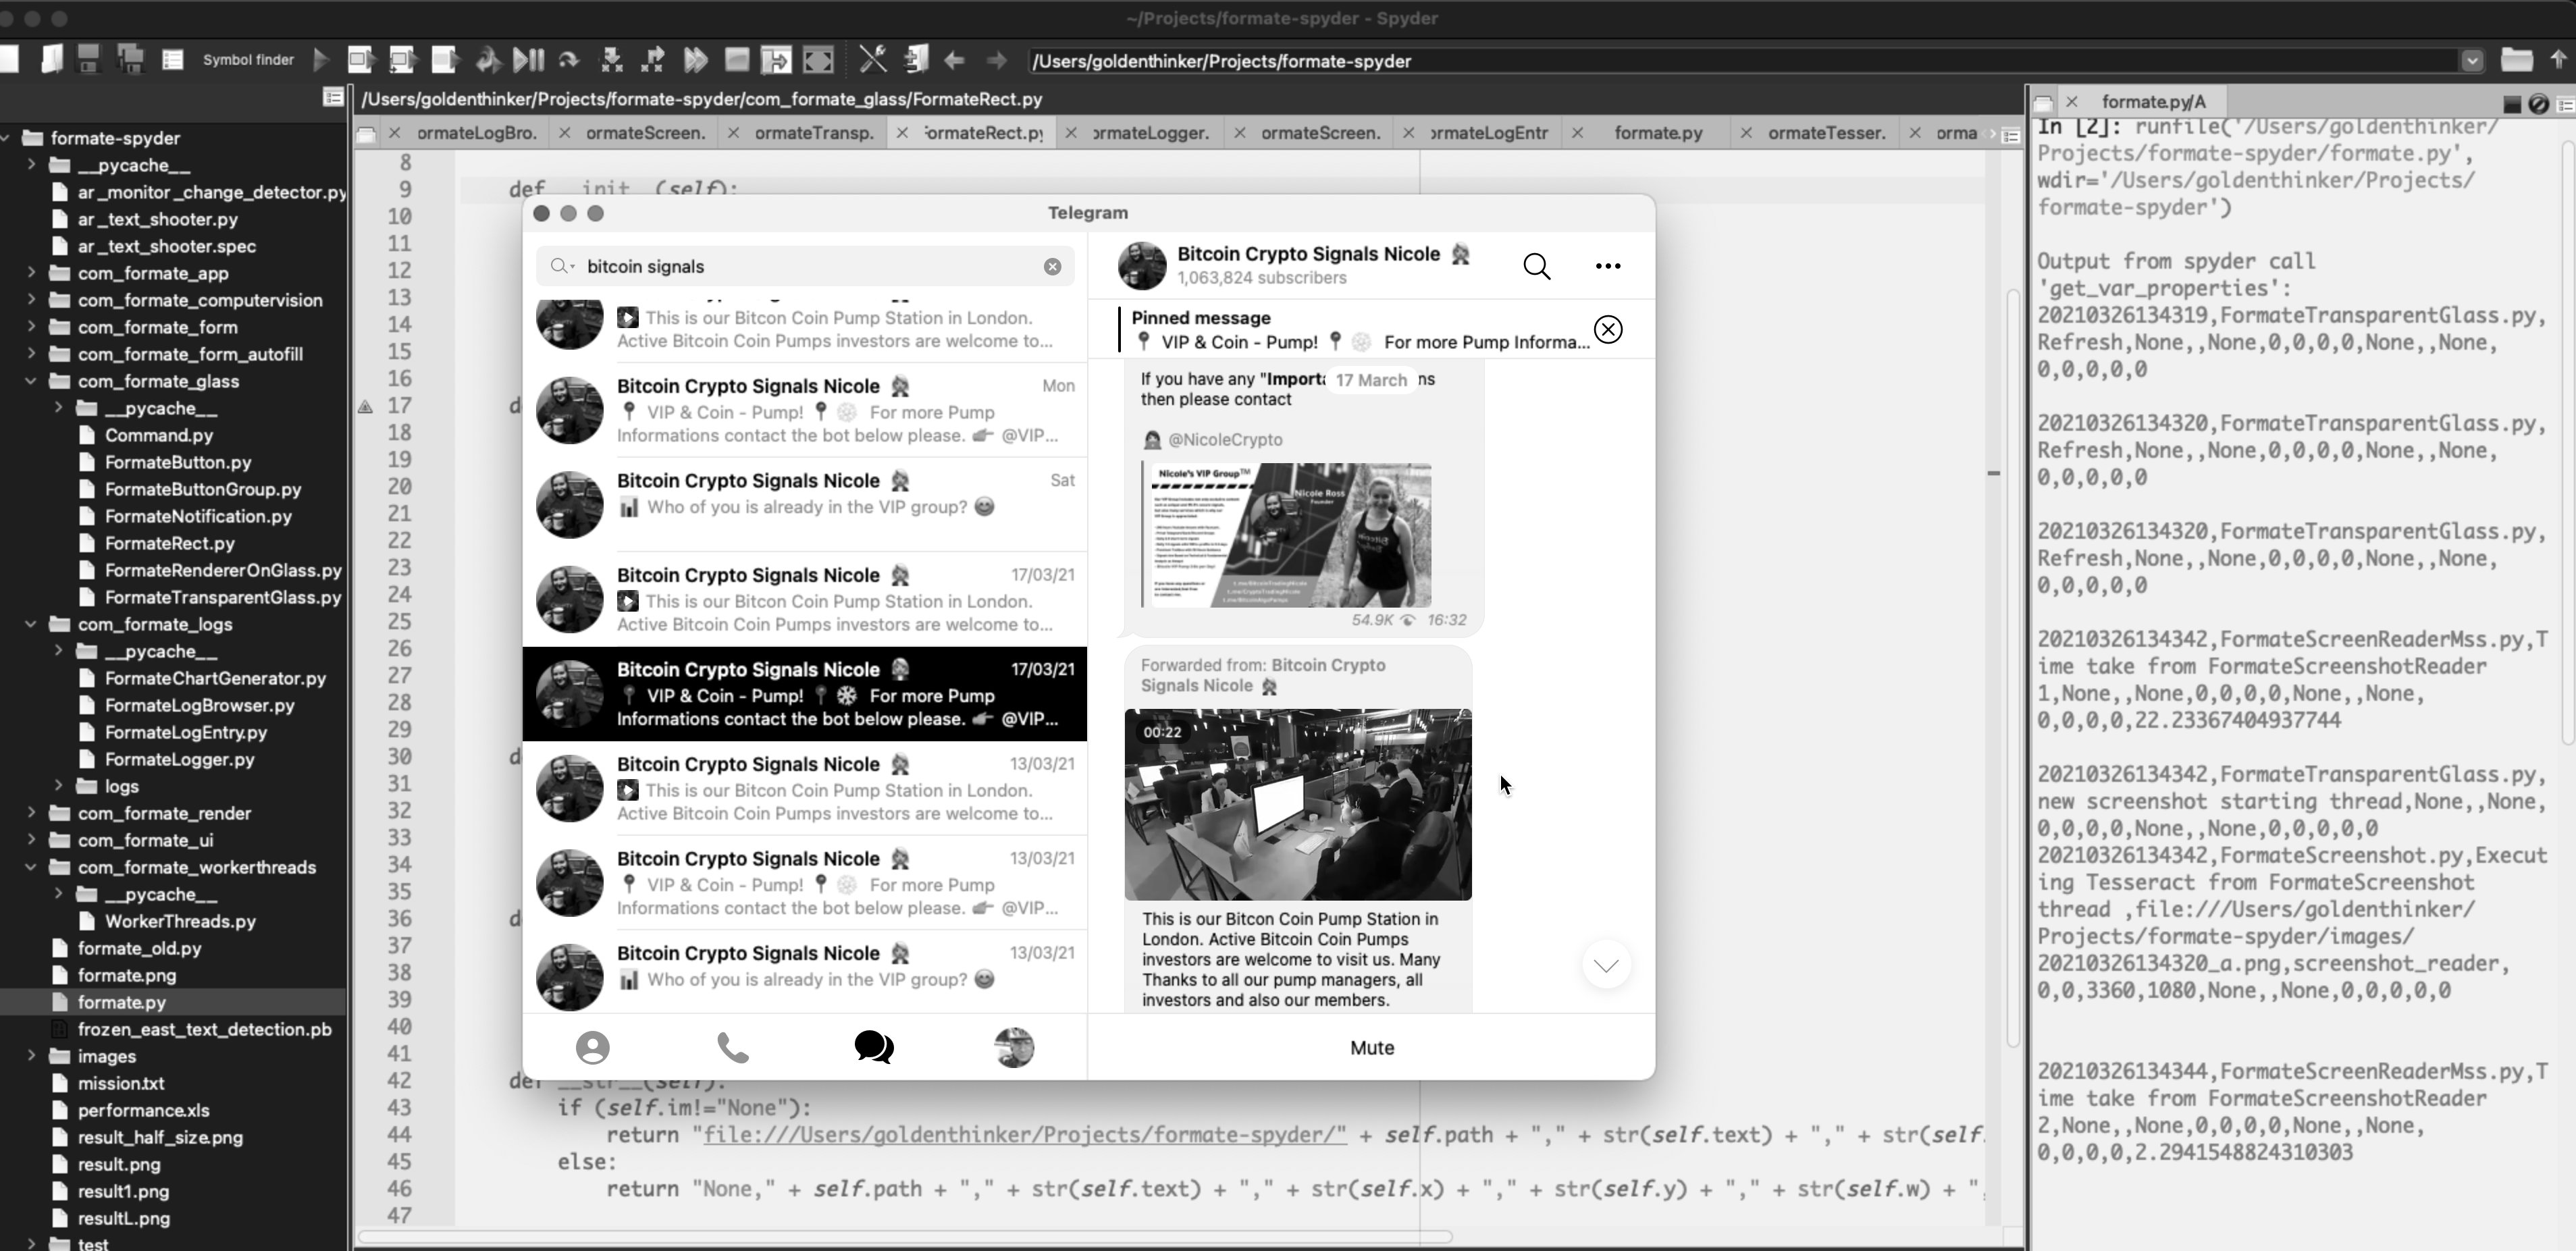 ~/Projects/formate-spyder - Spyder
Symbol finder
/Users/goldenthinker/Projects/formate-spyder
/Users/goldenthinker/Projects/formate-spyder/com_formate_glass/FormateRect.py
formate.py/A
ormateLogBro.
ormateScreen.
ormateTransp.
ormateRect.py
ormateLogger.
ormateScreen.
ormateLogEntr
formate.py
ormateTesser.
orma
formate-spyder
__pycache__
ar_monitor_change_detector.py
ar_text_shooter.py
ar_text_shooter.spec
com_formate_app
com_formate_computervision
com_formate_form
com_formate_form_autofill
com_formate_glass
__pycache__
Command.py
FormateButton.py
FormateButtonGroup.py
FormateNotification.py
FormateRect.py
FormateRendererOnGlass.py
FormateTransparentGlass.py
com_formate_logs
__pycache__
FormateChartGenerator.py
FormateLogBrowser.py
FormateLogEntry.py
FormateLogger.py
logs
com_formate_render
com_formate_ui
com_formate_workerthreads
__pycache__
WorkerThreads.py
formate_old.py
formate.png
formate.py
frozen_east_text_detection.pb
images
mission.txt
performance.xls
result_half_size.png
result.png
result1.png
resultL.png
test
8
9 def __init__(self):
10
11
12
13
14
15
16
17 d
18
19
20
21
22
23
24
25
26
27
28
29
30 d
31
32
33
34
35
36 d
37
38
39
40
41
42 def __str__(self):
43 if (self.im!="None"):
44 return "file:///Users/goldenthinker/Projects/formate-spyder/" + self.path + "," + str(self.text) + "," + str(self.
45 else:
46 return "None," + self.path + "," + str(self.text) + "," + str(self.x) + "," + str(self.y) + "," + str(self.w) + ",
47
Telegram
bitcoin signals
This is our Bitcon Coin Pump Station in London.
Active Bitcoin Coin Pumps investors are welcome to...
Bitcoin Crypto Signals Nicole Mon
VIP & Coin - Pump! For more Pump
Informations contact the bot below please. @VIP...
Bitcoin Crypto Signals Nicole Sat
Who of you is already in the VIP group?
Bitcoin Crypto Signals Nicole 17/03/21
This is our Bitcon Coin Pump Station in London.
Active Bitcoin Coin Pumps investors are welcome to...
Bitcoin Crypto Signals Nicole 17/03/21
VIP & Coin - Pump! For more Pump
Informations contact the bot below please. @VIP...
Bitcoin Crypto Signals Nicole 13/03/21
This is our Bitcon Coin Pump Station in London.
Active Bitcoin Coin Pumps investors are welcome to...
Bitcoin Crypto Signals Nicole 13/03/21
VIP & Coin - Pump! For more Pump
Informations contact the bot below please. @VIP...
Bitcoin Crypto Signals Nicole 13/03/21
Who of you is already in the VIP group?
Bitcoin Crypto Signals Nicole
1,063,824 subscribers
Pinned message
VIP & Coin - Pump! For more Pump Informa...
17 March
If you have any "Import ns
then please contact
@NicoleCrypto
Nicole's VIP Group™
Nicole Ross
Founder
54.9K 16:32
Forwarded from: Bitcoin Crypto
Signals Nicole
00:22
This is our Bitcon Coin Pump Station in
London. Active Bitcoin Coin Pumps
investors are welcome to visit us. Many
Thanks to all our pump managers, all
investors and also our members.
Mute
In [2]: runfile('/Users/goldenthinker/
Projects/formate-spyder/formate.py',
wdir='/Users/goldenthinker/Projects/
formate-spyder')
Output from spyder call
'get_var_properties':
20210326134319,FormateTransparentGlass.py,
Refresh,None,,None,0,0,0,0,None,,None,
0,0,0,0,0
20210326134320,FormateTransparentGlass.py,
Refresh,None,,None,0,0,0,0,None,,None,
0,0,0,0,0
20210326134320,FormateTransparentGlass.py,
Refresh,None,,None,0,0,0,0,None,,None,
0,0,0,0,0
20210326134342,FormateScreenReaderMss.py,T
ime take from FormateScreenshotReader
1,None,,None,0,0,0,0,None,,None,
0,0,0,0,22.23367404937744
20210326134342,FormateTransparentGlass.py,
new screenshot starting thread,None,,None,
0,0,0,0,None,,None,0,0,0,0,0
20210326134342,FormateScreenshot.py,Execut
ing Tesseract from FormateScreenshot
thread ,file:///Users/goldenthinker/
Projects/formate-spyder/images/
20210326134320_a.png,screenshot_reader,
0,0,3360,1080,None,,None,0,0,0,0,0
20210326134344,FormateScreenReaderMss.py,T
ime take from FormateScreenshotReader
2,None,,None,0,0,0,0,None,,None,
0,0,0,0,2.2941548824310303